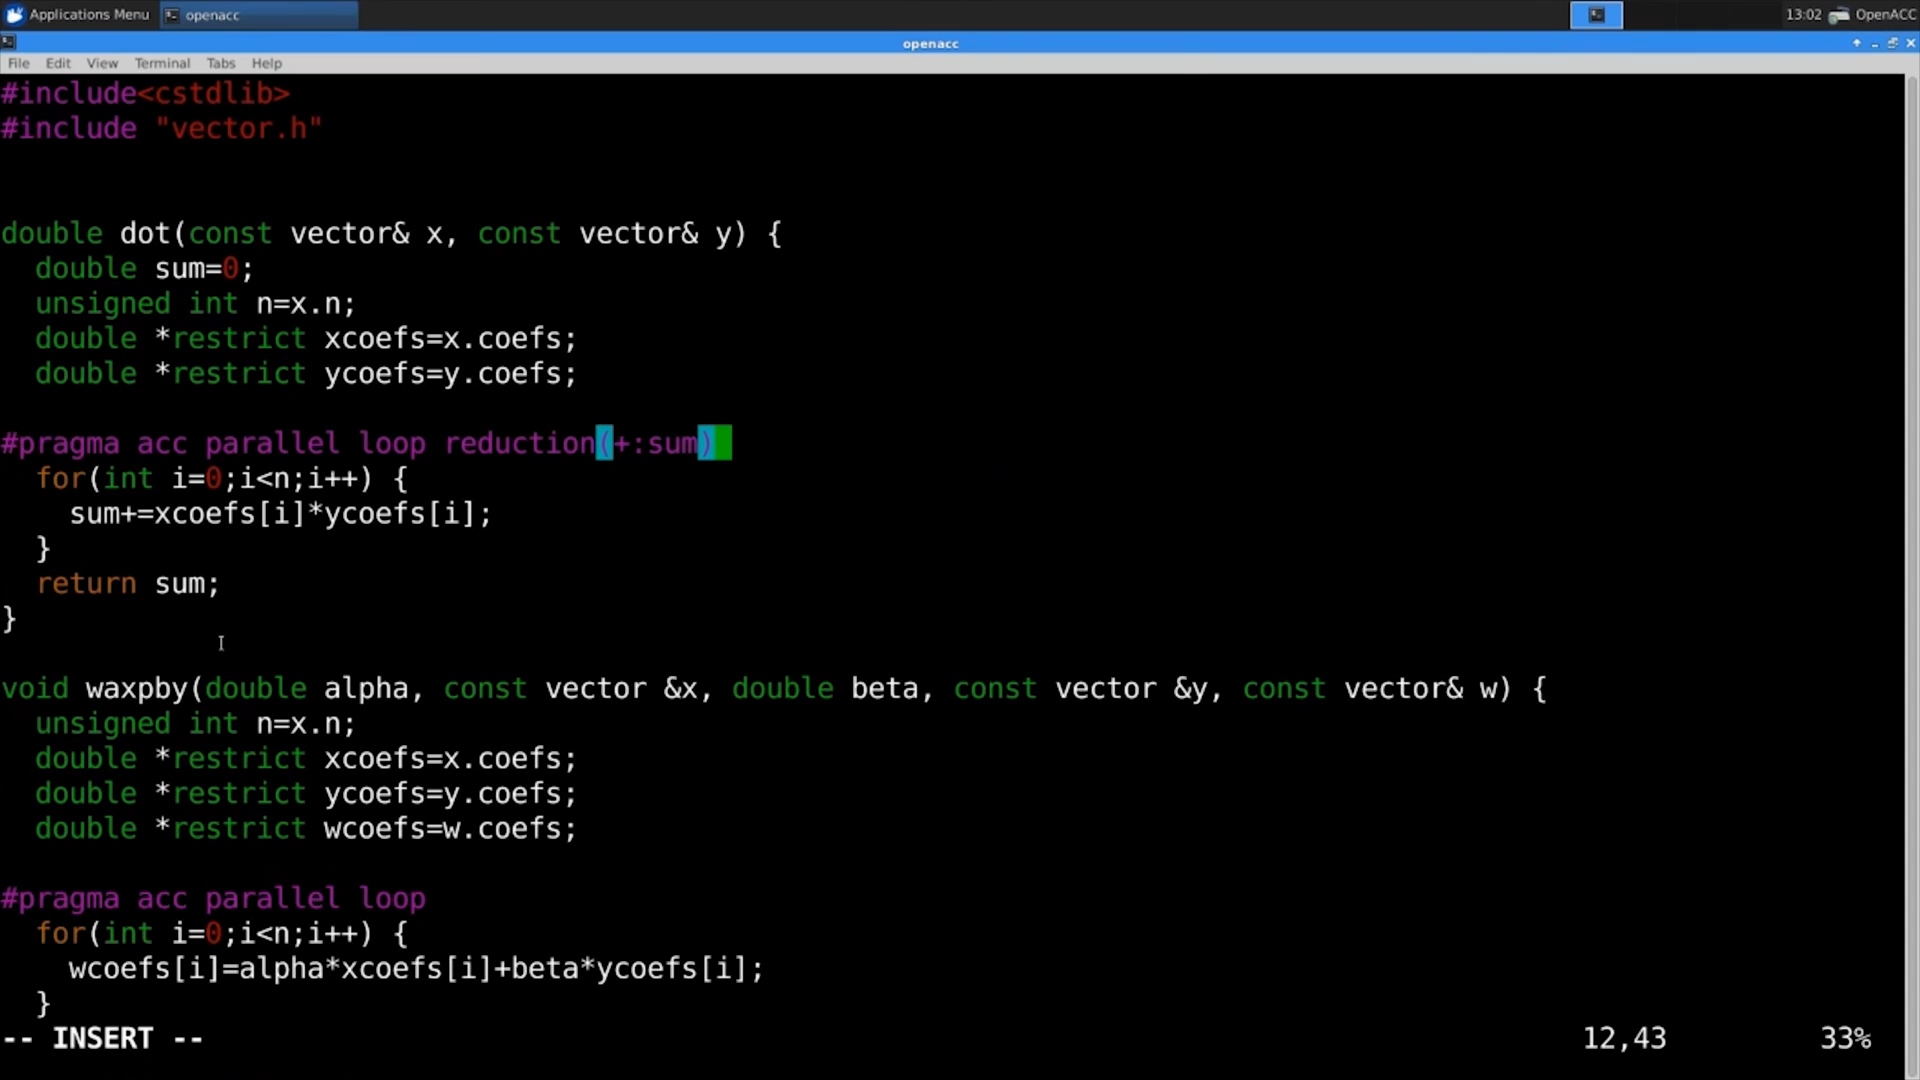 Applications Menu openacc 13:02 OpenACC
openacc
File Edit View Terminal Tabs Help
#include<cstdlib>
#include "vector.h"
double dot(const vector& x, const vector& y) {
  double sum=0;
  unsigned int n=x.n;
  double *restrict xcoefs=x.coefs;
  double *restrict ycoefs=y.coefs;
#pragma acc parallel loop reduction(+:sum)
  for(int i=0;i<n;i++) {
    sum+=xcoefs[i]*ycoefs[i];
  }
  return sum;
}
void waxpby(double alpha, const vector &x, double beta, const vector &y, const vector& w) {
  unsigned int n=x.n;
  double *restrict xcoefs=x.coefs;
  double *restrict ycoefs=y.coefs;
  double *restrict wcoefs=w.coefs;
#pragma acc parallel loop
  for(int i=0;i<n;i++) {
    wcoefs[i]=alpha*xcoefs[i]+beta*ycoefs[i];
  }
-- INSERT -- 12,43 33%